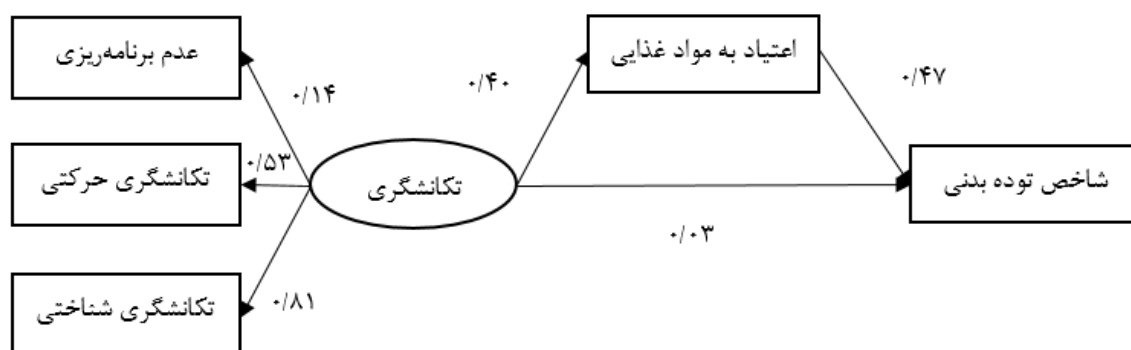 عدم برنامه‌ریزی
اعتیاد به مواد غذایی
۰/۴۷
۰/۴۰
۰/۱۴
۰/۵۳
تکانشگری حرکتی
تکانشگری
شاخص توده بدنی
۰/۰۳
تکانشگری شناختی
۰/۸۱